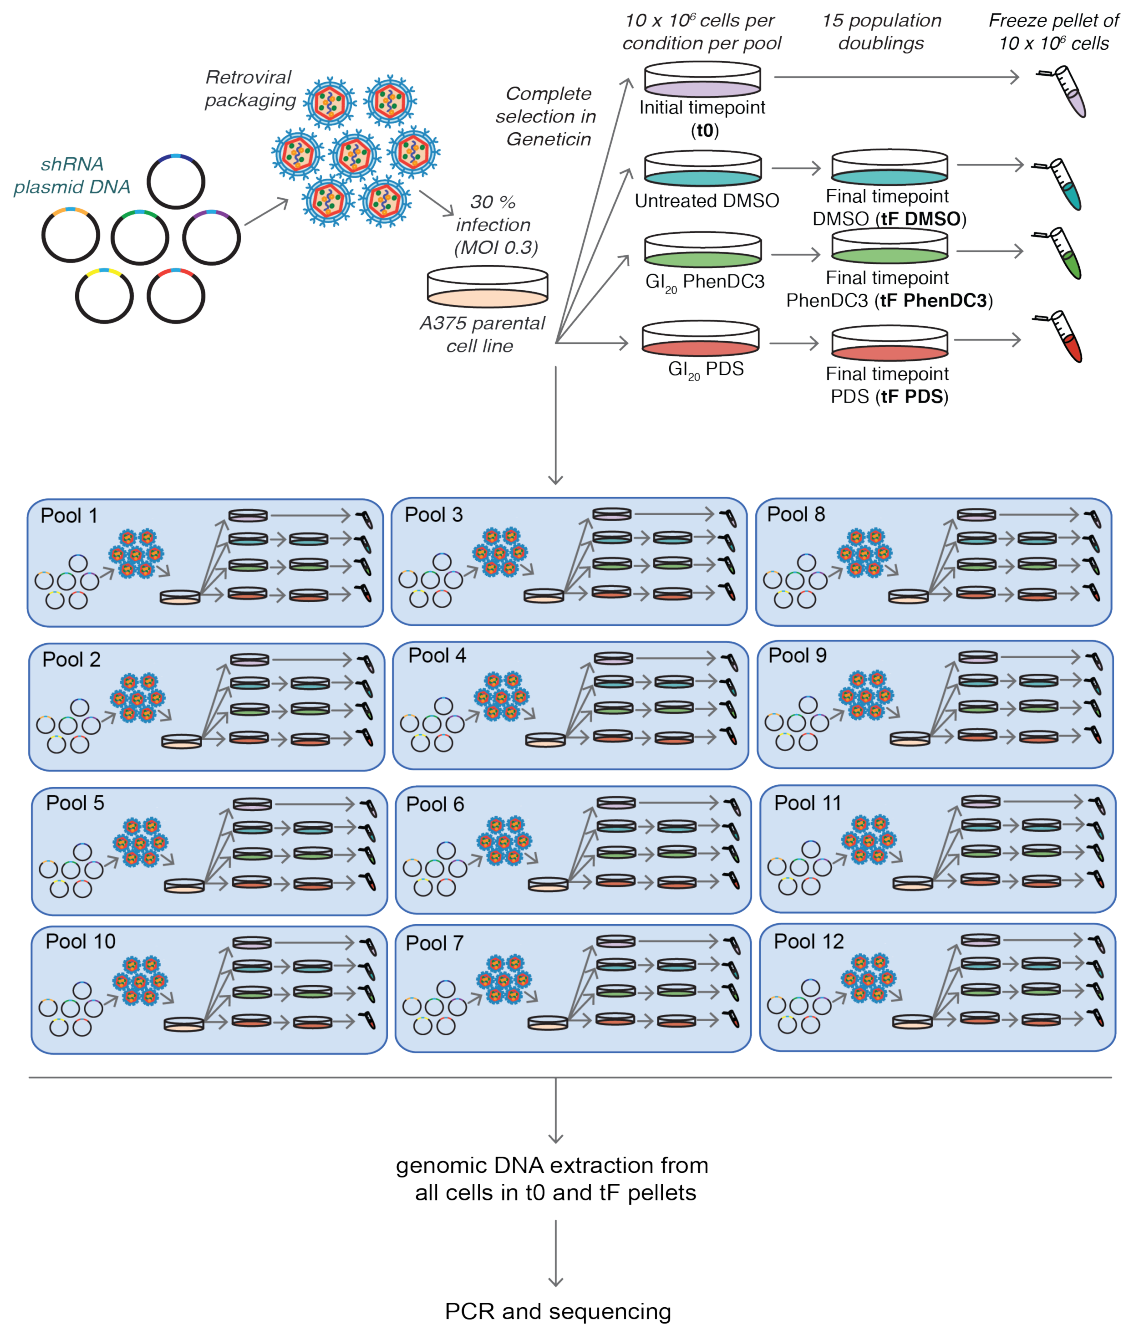 shRNA
plasmid DNA
Retroviral
packaging
30 %
infection
(MOI 0.3)
A375 parental
cell line
Complete
selection in
Geneticin
10 x 10⁶ cells per
condition per pool
15 population
doublings
Freeze pellet of
10 x 10⁶ cells
Initial timepoint
(t0)
Untreated DMSO
Final timepoint
DMSO (tF DMSO)
GI₂₀ PhenDC3
Final timepoint
PhenDC3 (tF PhenDC3)
GI₂₀ PDS
Final timepoint
PDS (tF PDS)
Pool 1
Pool 3
Pool 8
Pool 2
Pool 4
Pool 9
Pool 5
Pool 6
Pool 11
Pool 10
Pool 7
Pool 12
genomic DNA extraction from
all cells in t0 and tF pellets
PCR and sequencing